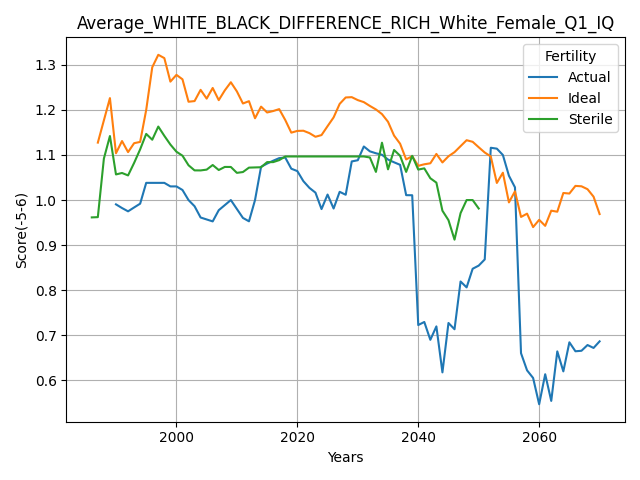 Average_WHITE_BLACK_DIFFERENCE_RICH_White_Female_Q1_IQ
Fertility
Actual
Ideal
Sterile
Score(-5-6)
1.3
1.2
1.1
1.0
0.9
0.8
0.7
0.6
2000 2020 2040 2060
Years